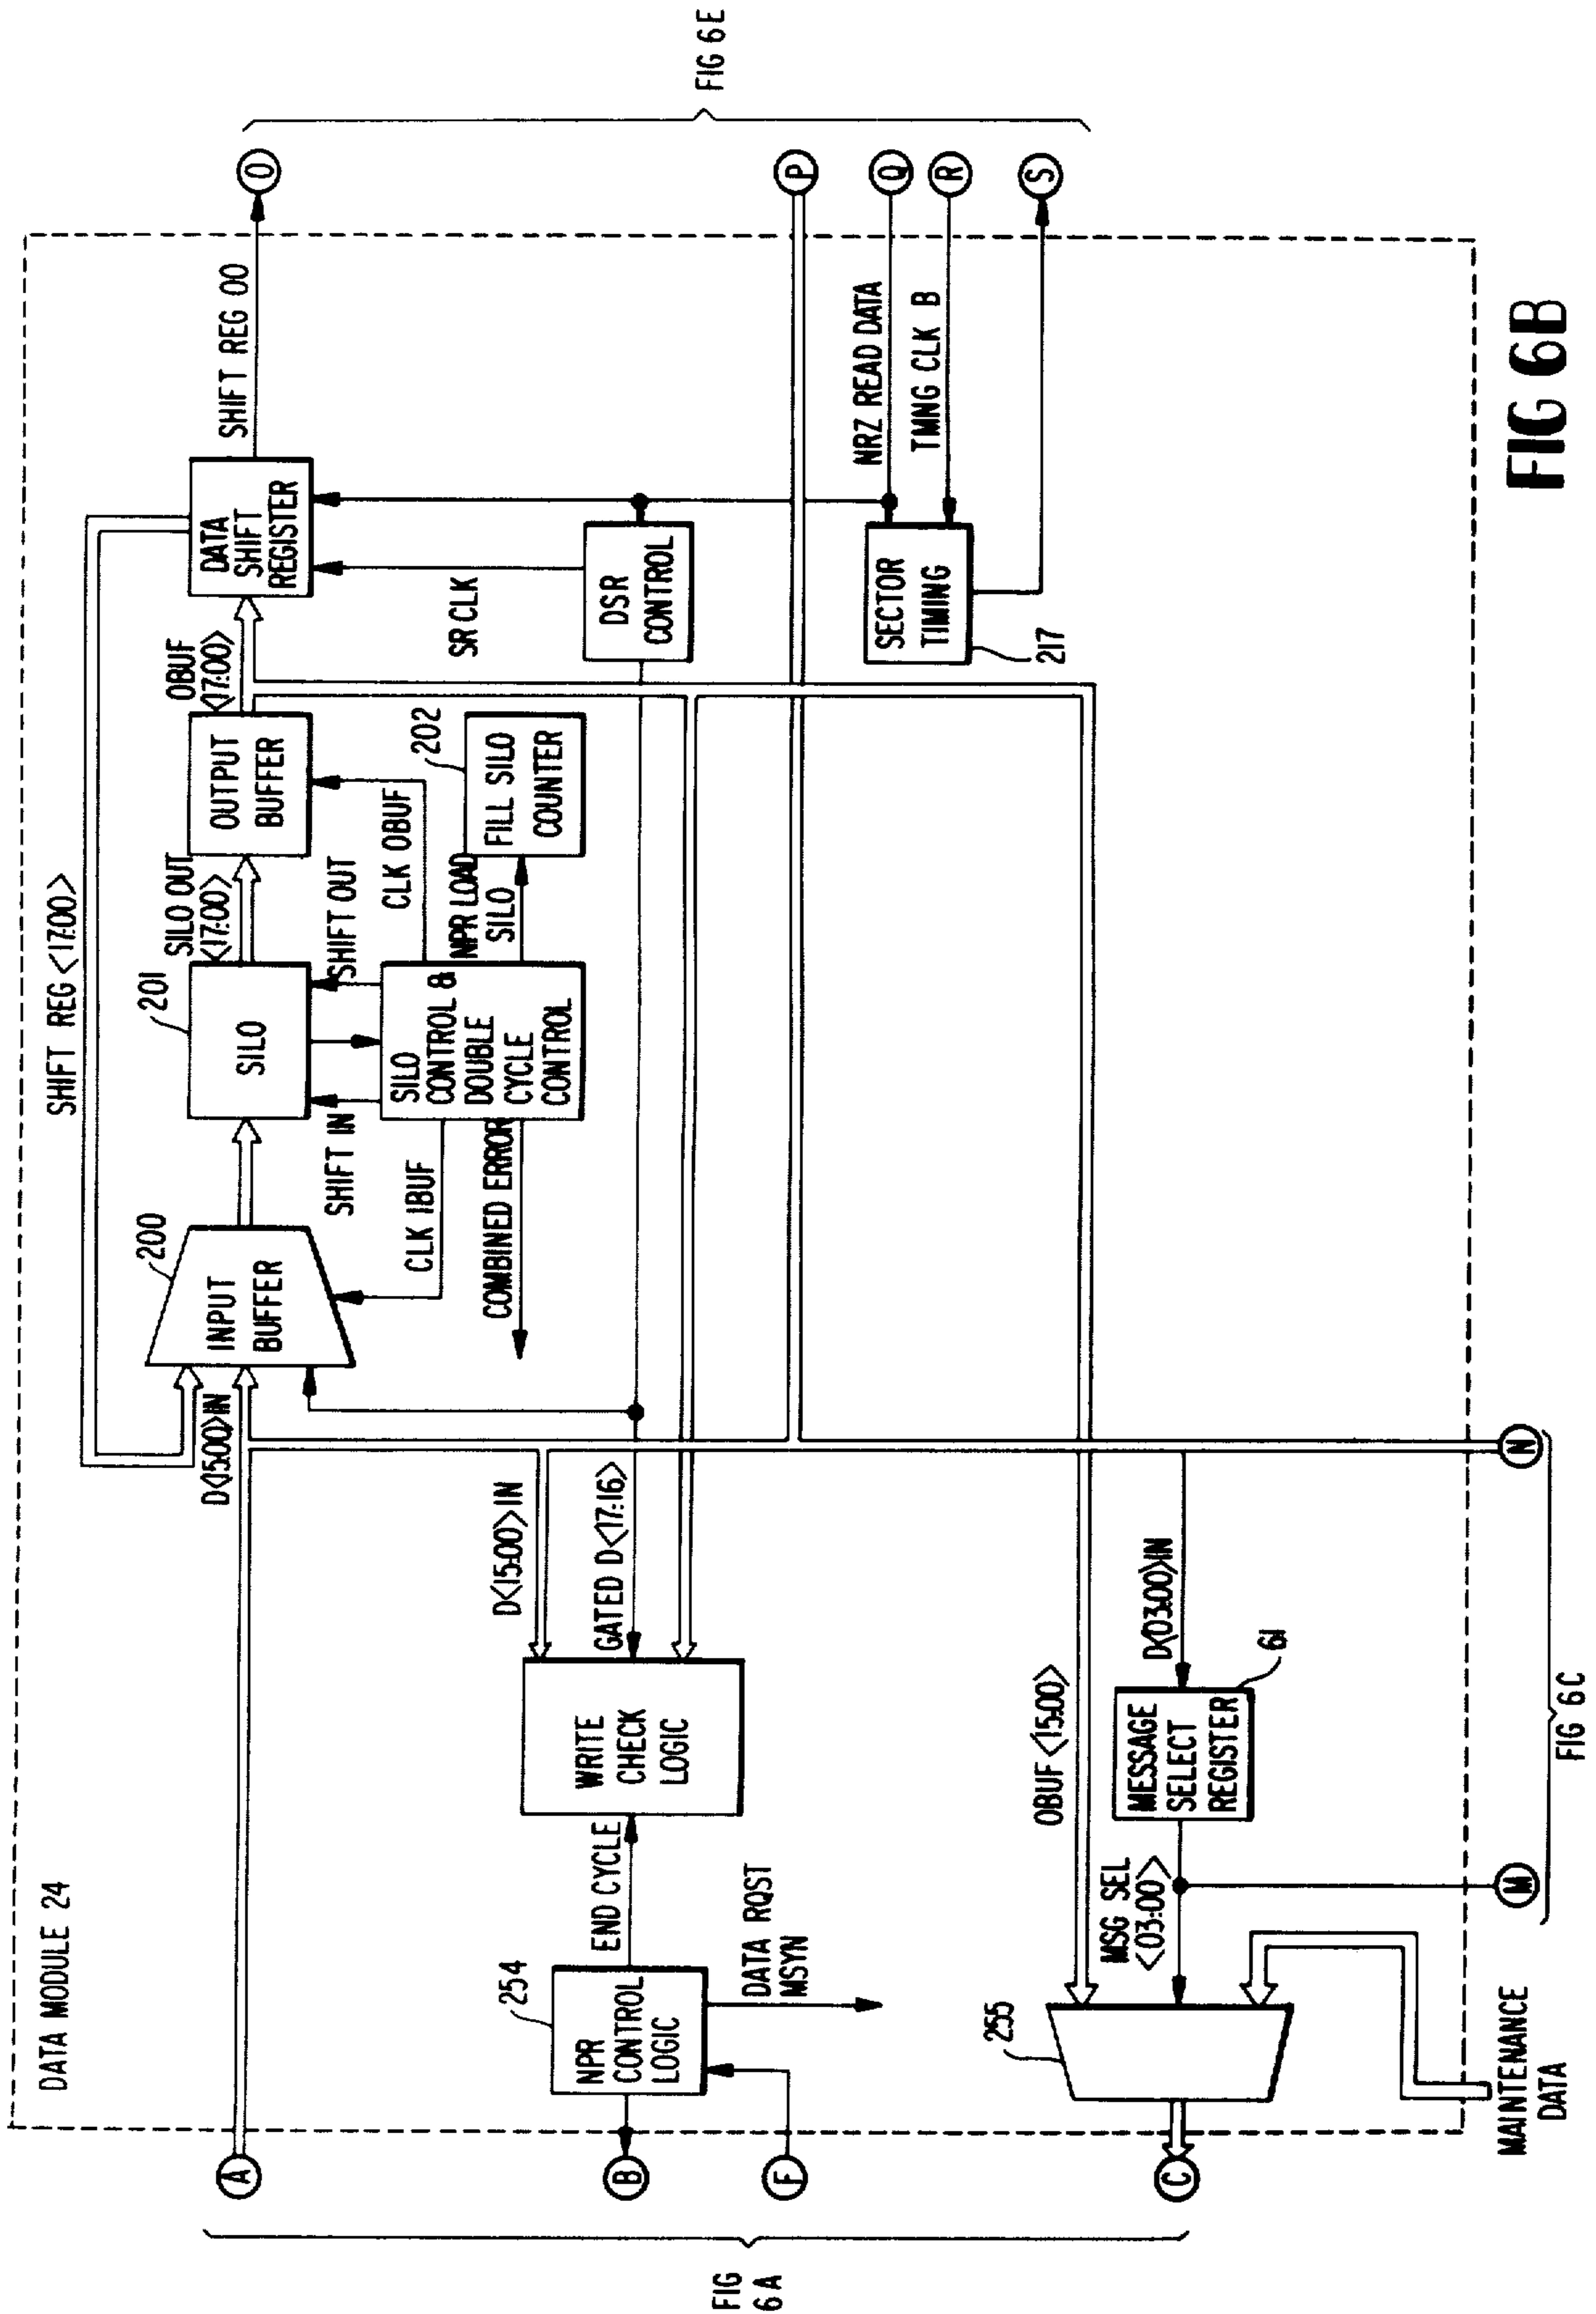 DATA MODULE 24
SHIFT REG <17:00>
200
INPUT
BUFFER
201
SILO
SILO OUT
<17:00>
OUTPUT
BUFFER
OBUF
<17:00>
DATA
SHIFT
REGISTER
SHIFT REG 00
O
A
D<15:00>IN
SHIFT IN
SHIFT OUT
CLK IBUF
CLK OBUF
SILO
CONTROL &
DOUBLE
CYCLE
CONTROL
COMBINED ERROR
NPR LOAD
SILO
202
FILL SILO
COUNTER
SR CLK
DSR
CONTROL
D<15:00>IN
GATED D<17:16>
WRITE
CHECK
LOGIC
END CYCLE
254
NPR
CONTROL
LOGIC
DATA RQST
MSYN
B
F
P
NRZ READ DATA
Q
TMNG CLK B
R
SECTOR
TIMING
217
S
OBUF <15:00>
D<03:00>IN
MESSAGE
SELECT
REGISTER
61
MSG SEL
<03:00>
255
C
M
N
MAINTENANCE
DATA
FIG
6A
FIG 6C
FIG 6E
FIG 6B